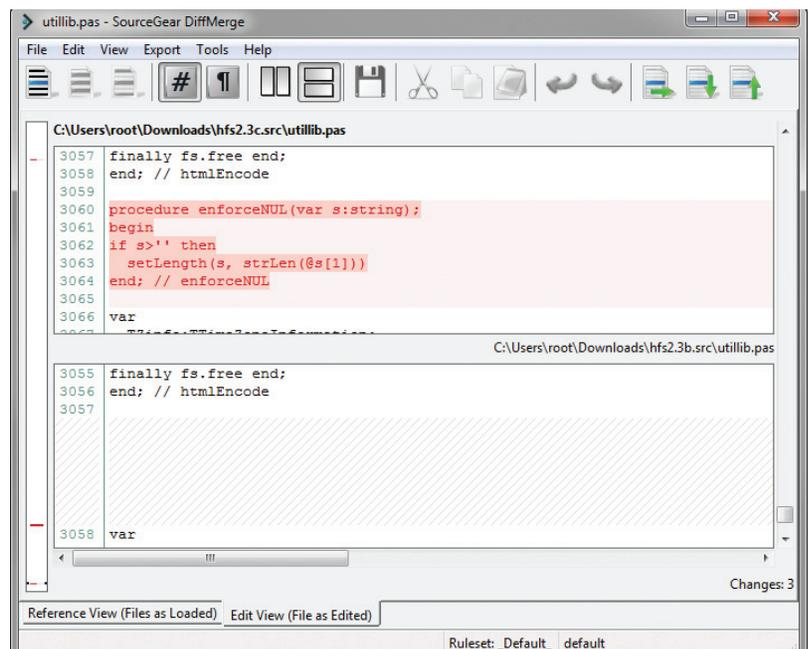 utillib.pas - SourceGear DiffMerge
File Edit View Export Tools Help
# ¶
C:\Users\root\Downloads\hfs2.3c.src\utillib.pas
3057 finally fs.free end;
3058 end; // htmlEncode
3059
3060 procedure enforceNUL(var s:string);
3061 begin
3062 if s>'' then
3063   setLength(s, strLen(@s[1]))
3064 end; // enforceNUL
3065
3066 var
3067   TZinfo:TTimeZoneInformation;
C:\Users\root\Downloads\hfs2.3b.src\utillib.pas
3055 finally fs.free end;
3056 end; // htmlEncode
3057
3058 var
Changes: 3
Reference View (Files as Loaded) Edit View (File as Edited)
Ruleset: _Default_ default